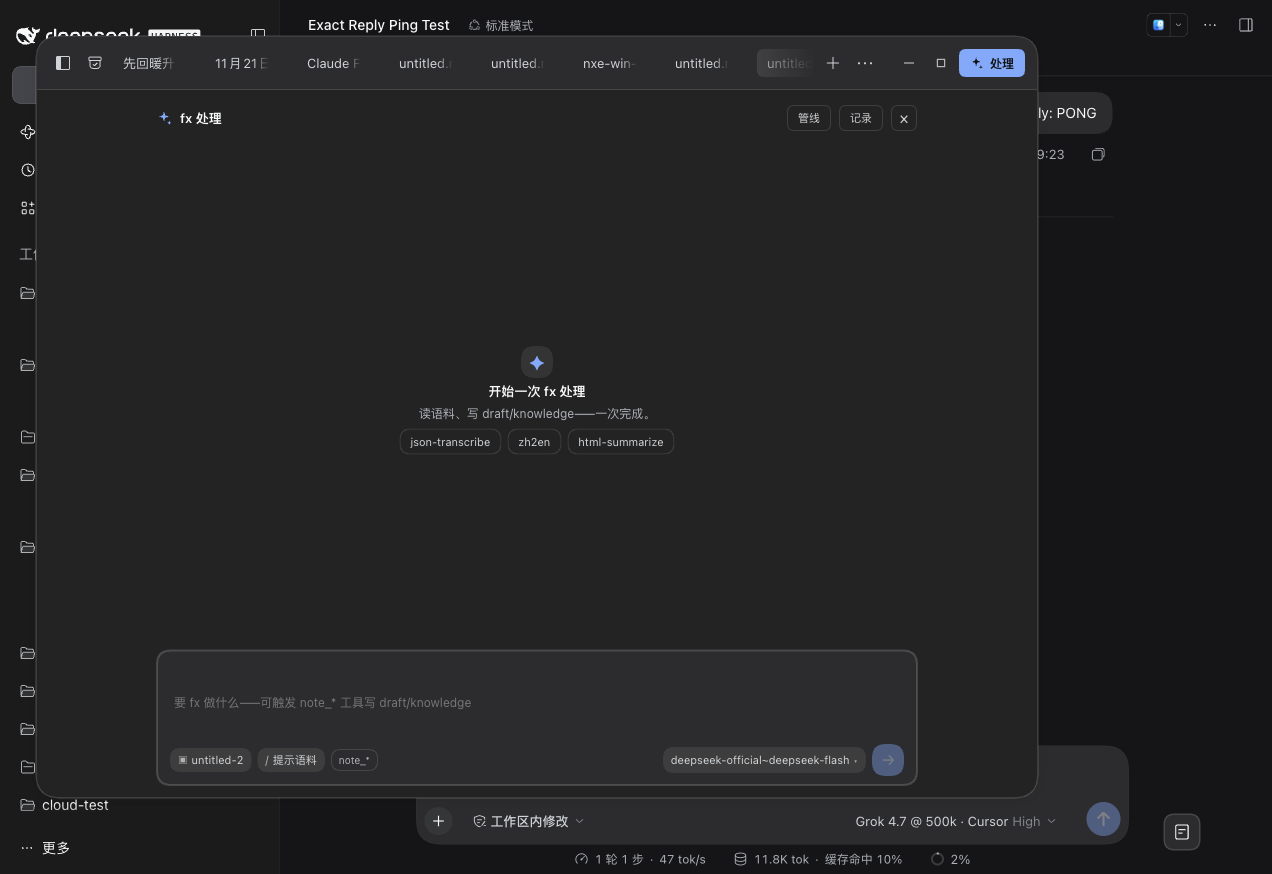 deepseek HARNESS
Exact Reply Ping Test
标准模式
先回暖升
11月21日
Claude F
untitled.
untitled.
nxe-win-
untitled.
untitled
处理
fx 处理
管线
记录
ly: PONG
9:23
开始一次 fx 处理
读语料、写 draft/knowledge——一次完成。
json-transcribe
zh2en
html-summarize
要 fx 做什么——可触发 note_* 工具写 draft/knowledge
untitled-2
/ 提示语料
note_*
deepseek-official~deepseek-flash
cloud-test
更多
工作区内修改
Grok 4.7 @ 500k · Cursor High
1 轮 1 步 · 47 tok/s
11.8K tok · 缓存命中 10%
2%